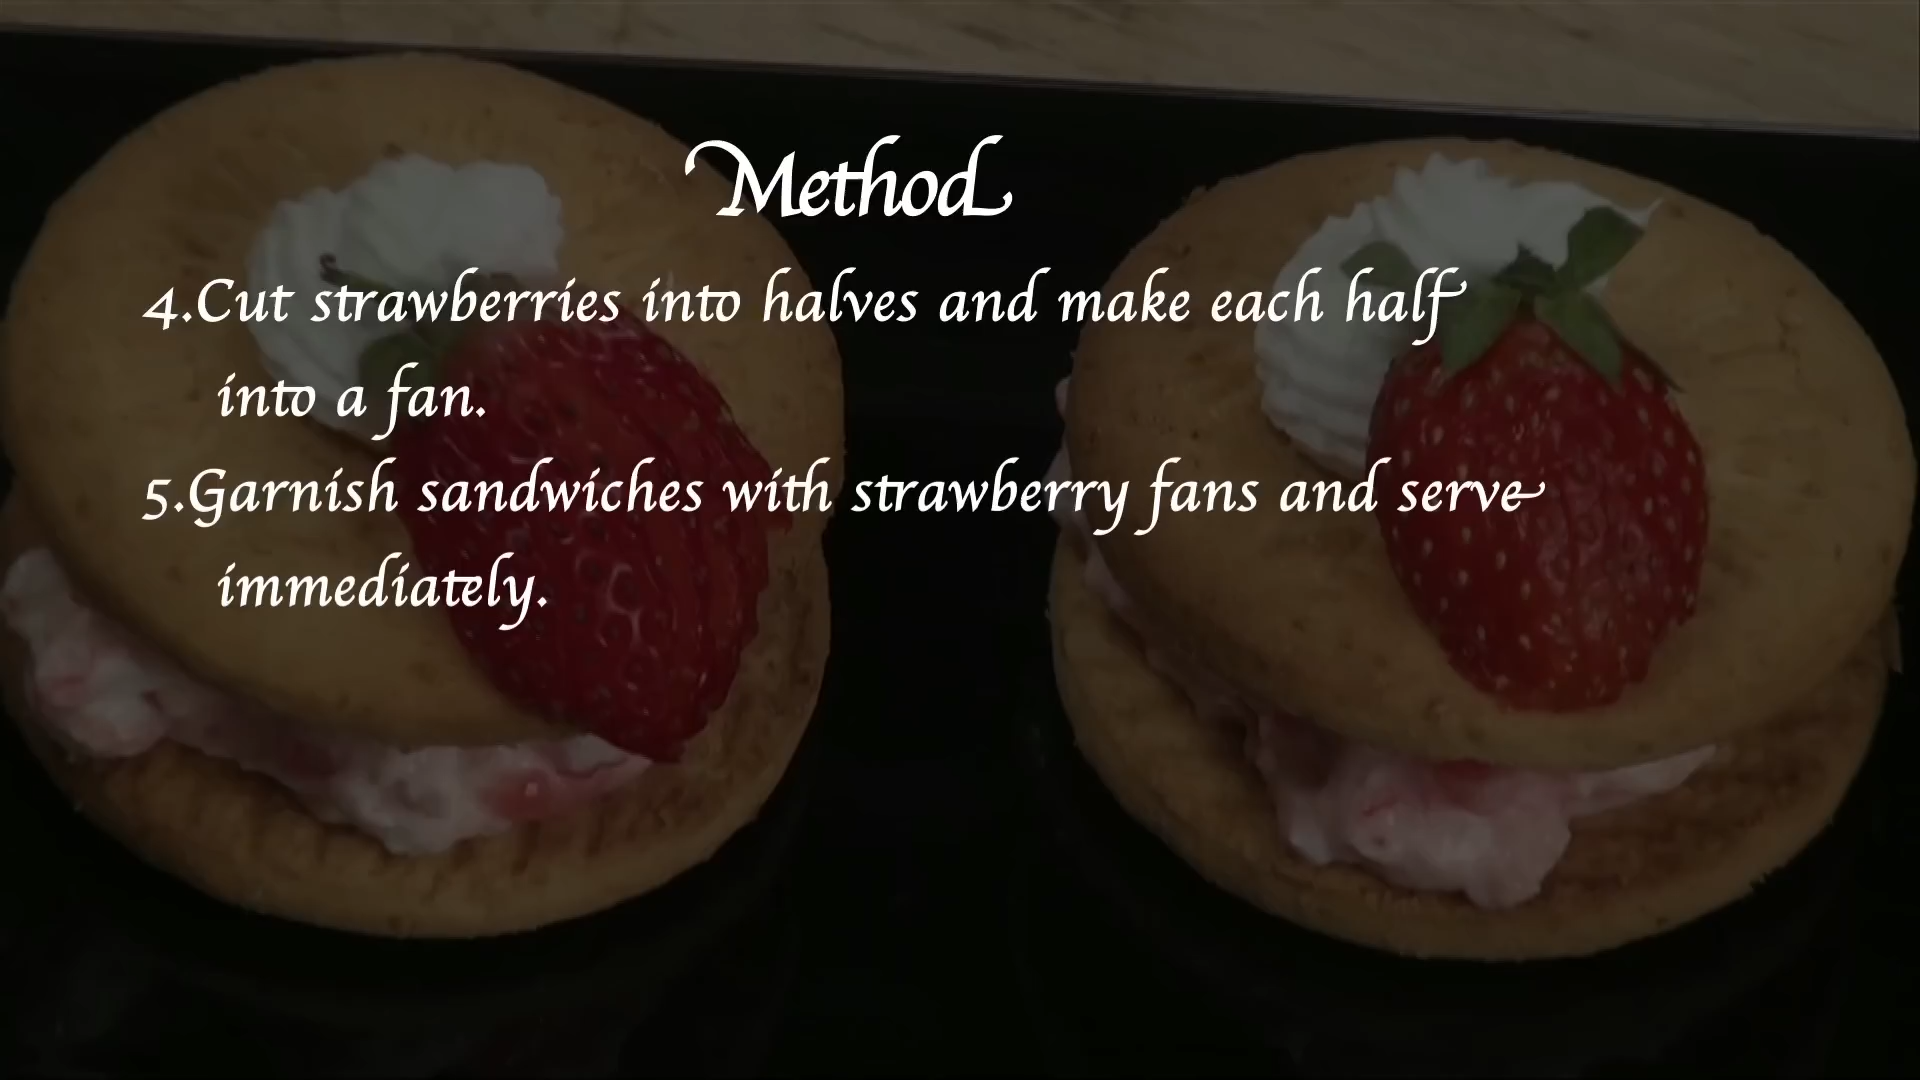 Method
4.Cut strawberries into halves and make each half
into a fan.
5.Garnish sandwiches with strawberry fans and serve
immediately.